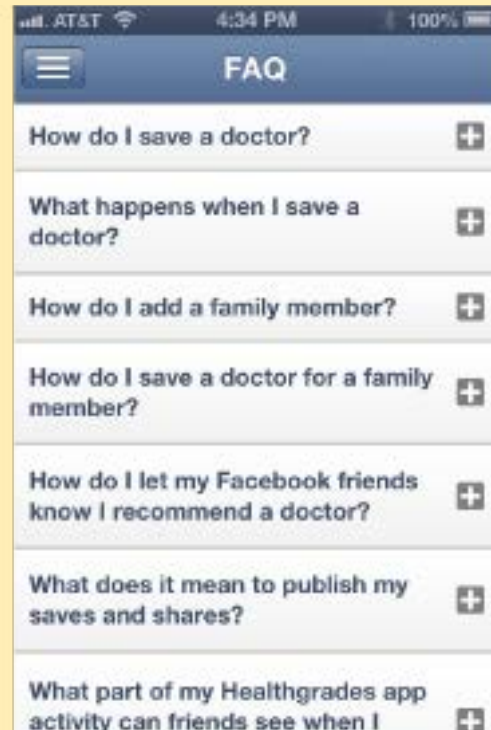 AT&T 4:34 PM 100%
FAQ
How do I save a doctor?
What happens when I save a
doctor?
How do I add a family member?
How do I save a doctor for a family
member?
How do I let my Facebook friends
know I recommend a doctor?
What does it mean to publish my
saves and shares?
What part of my Healthgrades app
activity can friends see when I